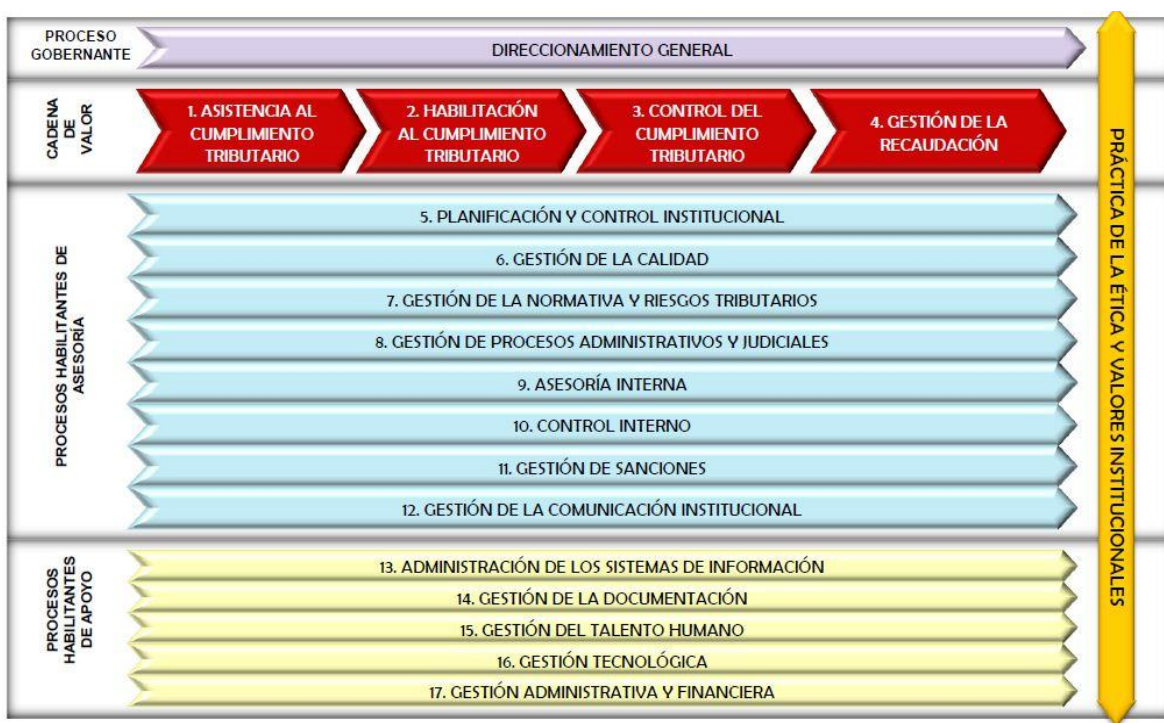 PROCESO
GOBERNANTE
DIRECCIONAMIENTO GENERAL
CADENA
DE
VALOR
1. ASISTENCIA AL
CUMPLIMIENTO
TRIBUTARIO
2. HABILITACIÓN
AL CUMPLIMIENTO
TRIBUTARIO
3. CONTROL DEL
CUMPLIMIENTO
TRIBUTARIO
4. GESTIÓN DE LA
RECAUDACIÓN
PROCESOS HABILITANTES DE
ASESORÍA
5. PLANIFICACIÓN Y CONTROL INSTITUCIONAL
6. GESTIÓN DE LA CALIDAD
7. GESTIÓN DE LA NORMATIVA Y RIESGOS TRIBUTARIOS
8. GESTIÓN DE PROCESOS ADMINISTRATIVOS Y JUDICIALES
9. ASESORÍA INTERNA
10. CONTROL INTERNO
11. GESTIÓN DE SANCIONES
12. GESTIÓN DE LA COMUNICACIÓN INSTITUCIONAL
PROCESOS
HABILITANTES
DE APOYO
13. ADMINISTRACIÓN DE LOS SISTEMAS DE INFORMACIÓN
14. GESTIÓN DE LA DOCUMENTACIÓN
15. GESTIÓN DEL TALENTO HUMANO
16. GESTIÓN TECNOLÓGICA
17. GESTIÓN ADMINISTRATIVA Y FINANCIERA
PRÁCTICA DE LA ÉTICA Y VALORES INSTITUCIONALES